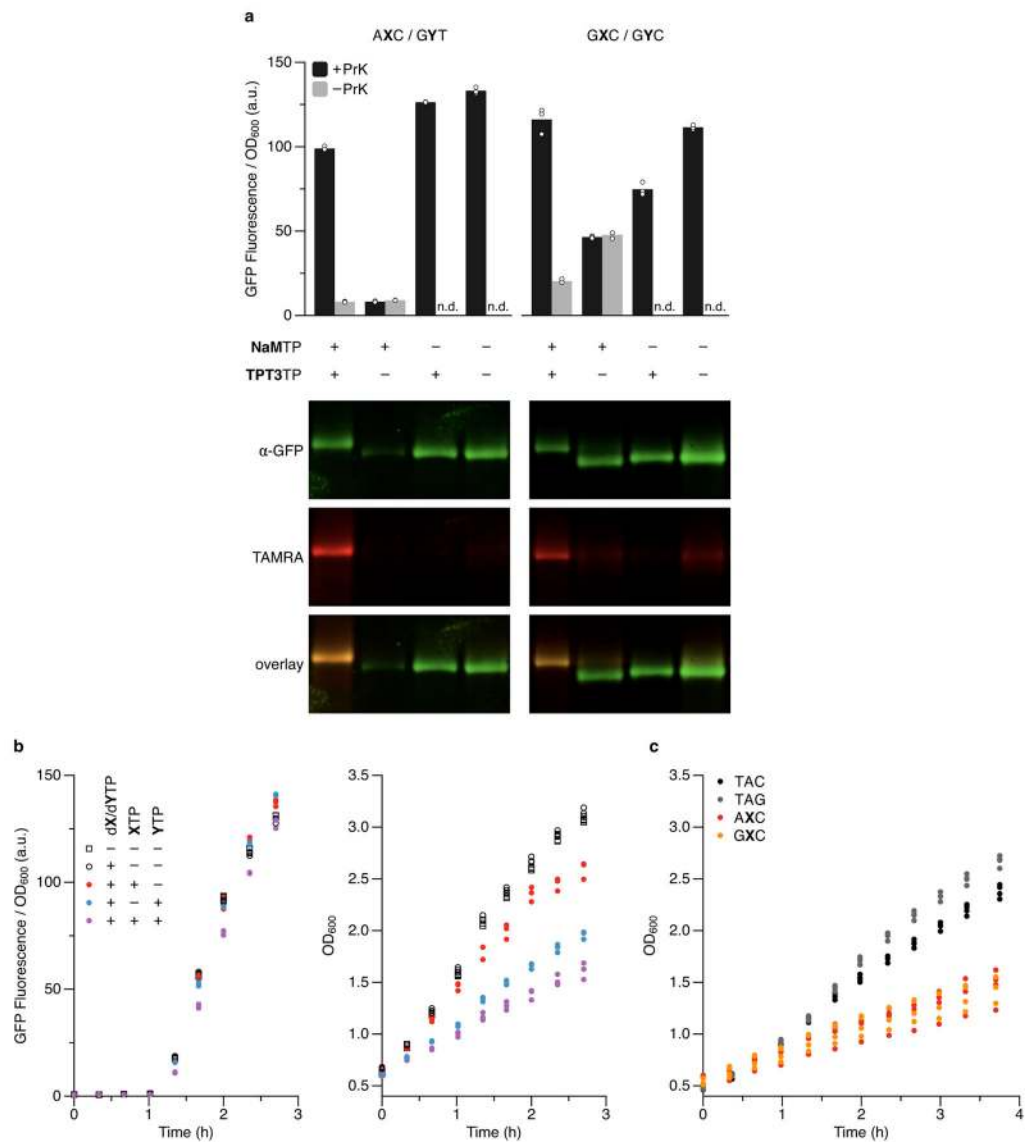 a
AXC / GYT
GXC / GYC
GFP Fluorescence / OD600 (a.u.)
150
100
50
0
+PrK
−PrK
n.d.
n.d.
n.d.
n.d.
NaMTP + + − − + + − −
TPT3TP + − + − + − + −
α-GFP
TAMRA
overlay
b
GFP Fluorescence / OD600 (a.u.)
150
100
50
0
dX/dYTP
XTP
YTP
− − −
+ − −
+ + −
+ − +
+ + +
0 1 2 3
Time (h)
OD600
3.5
3.0
2.5
2.0
1.5
1.0
0.5
0 1 2 3
Time (h)
c
OD600
3.5
3.0
2.5
2.0
1.5
1.0
0.5
TAC
TAG
AXC
GXC
0 1 2 3 4
Time (h)